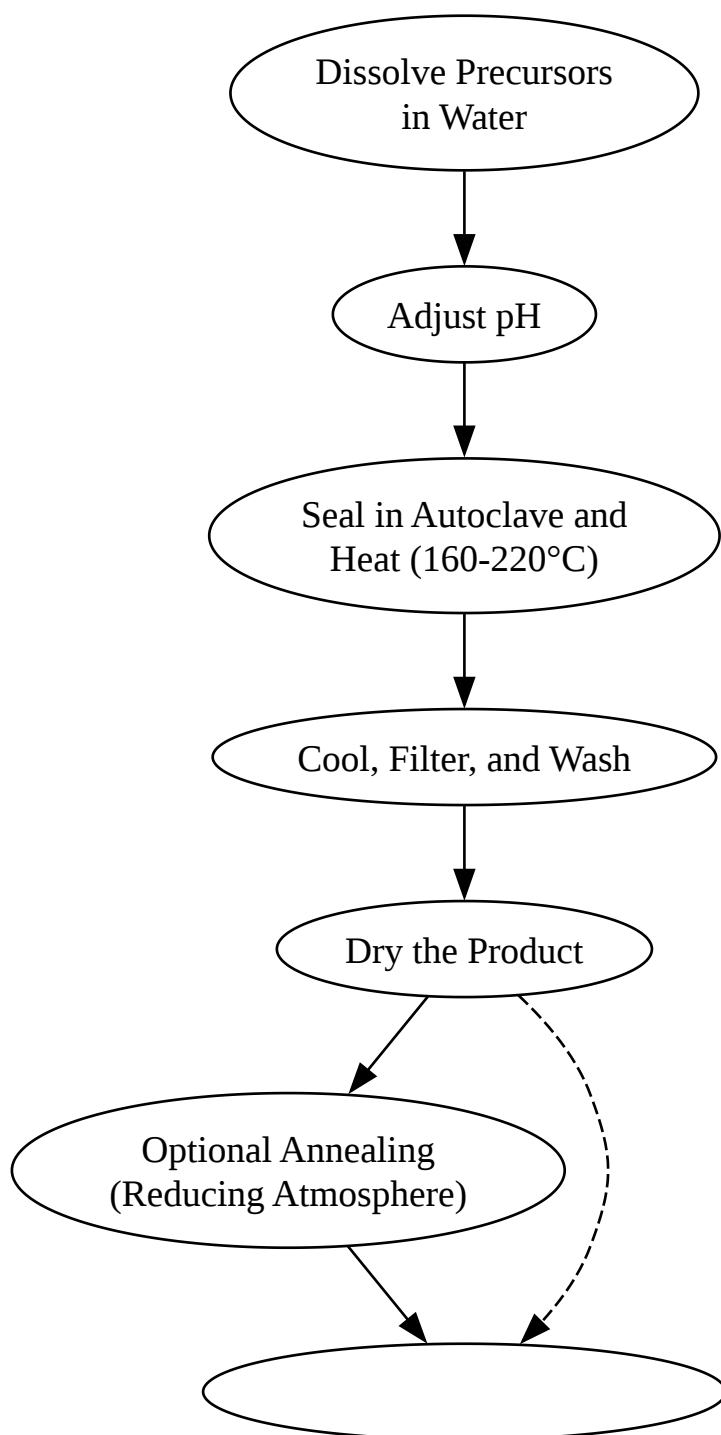 Dissolve Precursors
in Water
Adjust pH
Seal in Autoclave and
Heat (160-220°C)
Cool, Filter, and Wash
Dry the Product
Optional Annealing
(Reducing Atmosphere)